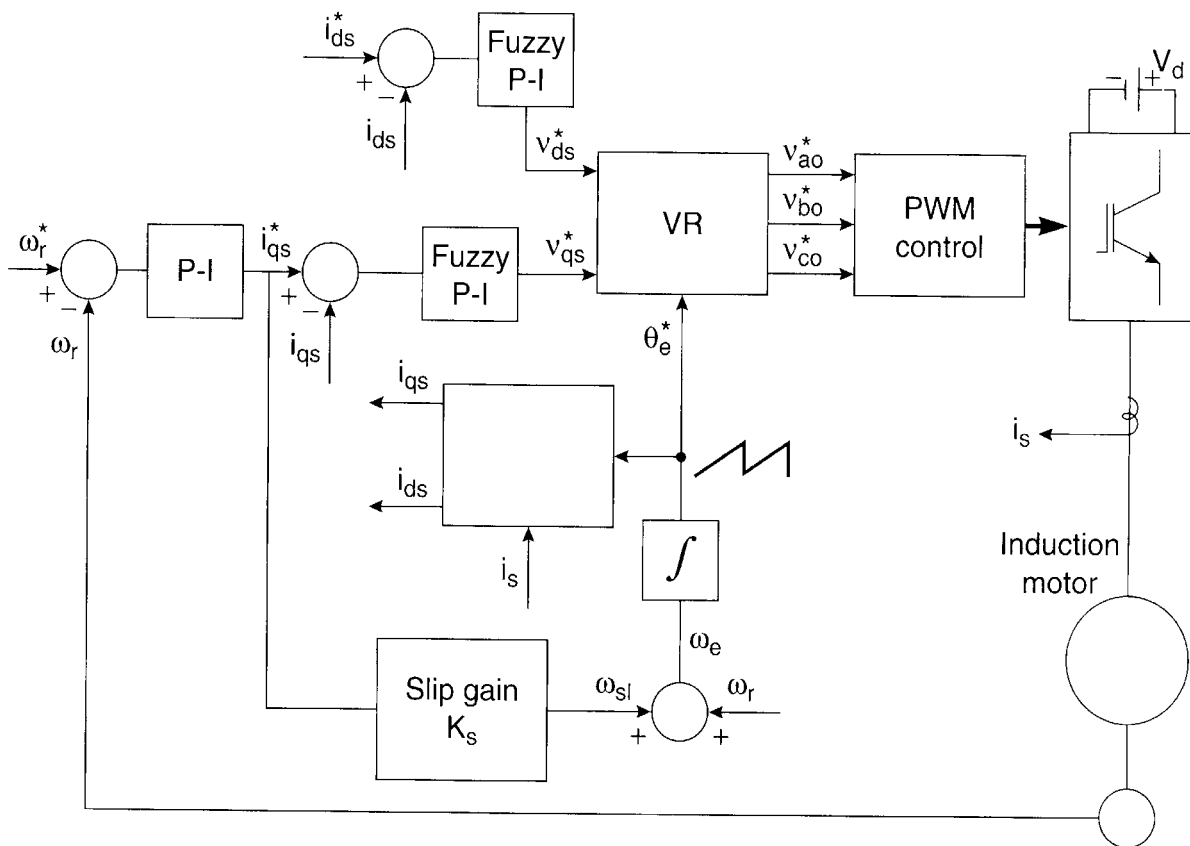 i*ds
+
−
ids
Fuzzy
P-I
v*ds
− + Vd
ω*r
+
−
ωr
P-I
i*qs
+
−
iqs
Fuzzy
P-I
v*qs
VR
v*ao
v*bo
v*co
PWM
control
θ*e
iqs
ids
is
∫
is
Induction
motor
ωe
Slip gain
Ks
ωsl
+
ωr
+